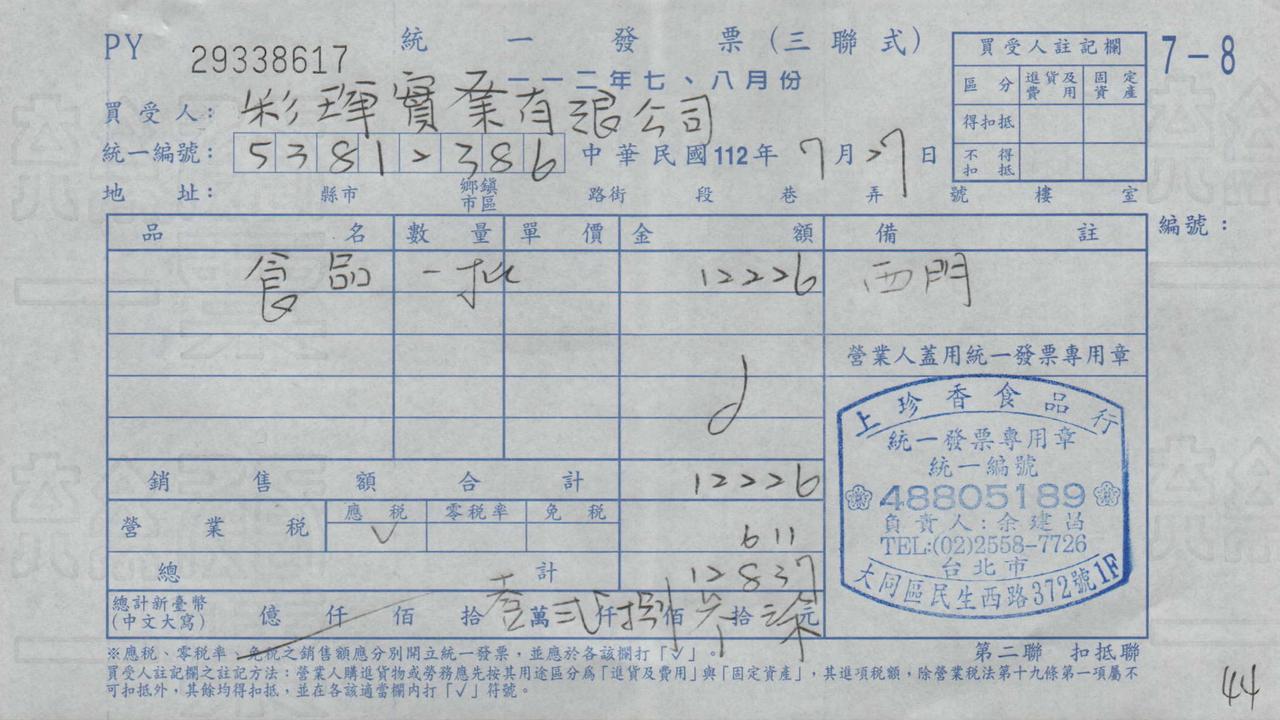 PY 29338617 統一發票(三聯式) 7-8
一一二年七、八月份
買受人: 彩琿實業有限公司
統一編號: 53812386 中華民國112年7月27日
地址: 縣市 鄉鎮市區 路街 段 巷 弄 號 樓 室
買受人註記欄
區分 進貨及費用 固定資產
得扣抵
不得扣抵
編號:
品名 數量 單價 金額 備註
食品 一批 12226 西門
營業人蓋用統一發票專用章
銷售額合計 12226
營業稅 應稅 零稅率 免稅
✓ 611
總計 12837
總計新臺幣(中文大寫) 億 仟 佰 拾壹萬貳仟捌佰參拾柒元
上珍香食品行
統一發票專用章
統一編號
48805189
負責人:余建昌
TEL:(02)2558-7726
台北市
大同區民生西路372號1F
※應稅、零稅率、免稅之銷售額應分別開立統一發票,並應於各該欄打「✓」。
第二聯 扣抵聯
買受人註記欄之註記方法:營業人購進貨物或勞務應先按其用途區分為「進貨及費用」與「固定資產」,其進項稅額,除營業稅法第十九條第一項屬不
可扣抵外,其餘均得扣抵,並在各該適當欄內打「✓」符號。
44